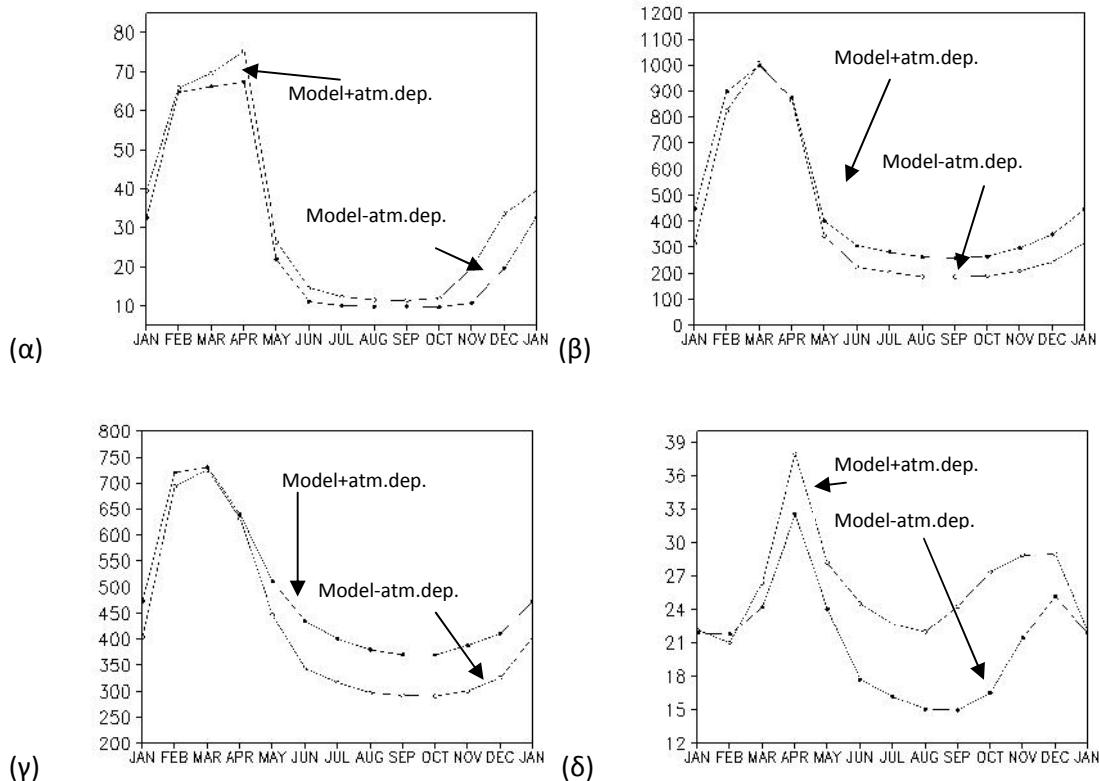 80
70
60
50
40
30
20
10
Model+atm.dep.
Model-atm.dep.
JAN FEB MAR APR MAY JUN JUL AUG SEP OCT NOV DEC JAN
(α)
1200
1100
1000
900
800
700
600
500
400
300
200
100
0
Model+atm.dep.
Model-atm.dep.
JAN FEB MAR APR MAY JUN JUL AUG SEP OCT NOV DEC JAN
(β)
800
750
700
650
600
550
500
450
400
350
300
250
200
Model+atm.dep.
Model-atm.dep.
JAN FEB MAR APR MAY JUN JUL AUG SEP OCT NOV DEC JAN
(γ)
39
36
33
30
27
24
21
18
15
12
Model+atm.dep.
Model-atm.dep.
JAN FEB MAR APR MAY JUN JUL AUG SEP OCT NOV DEC JAN
(δ)